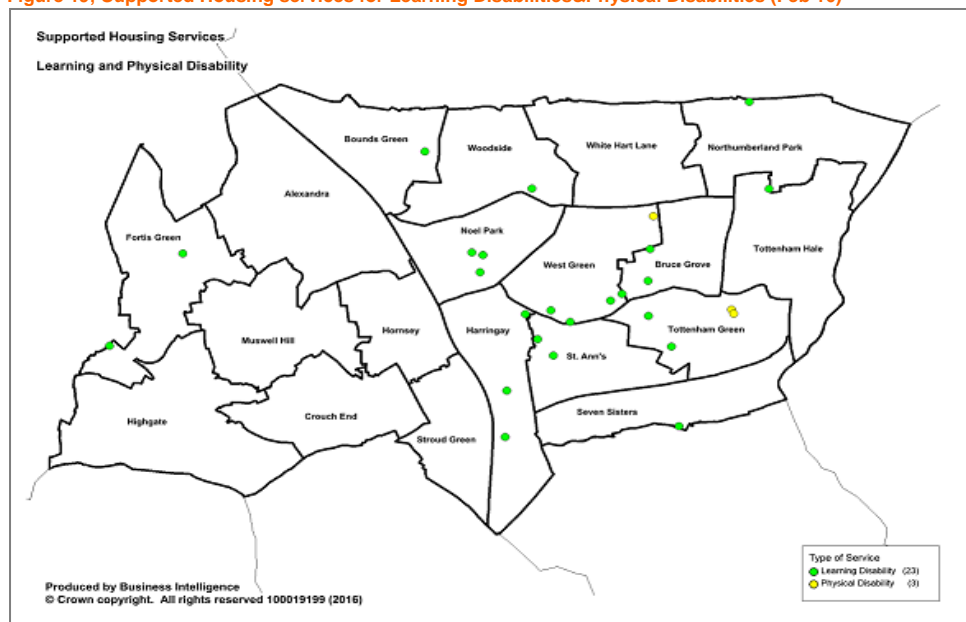 Supported Housing Services
Learning and Physical Disability
Bounds Green
Woodside
White Hart Lane
Northumberland Park
Alexandra
Fortis Green
Noel Park
West Green
Bruce Grove
Tottenham Hale
Muswell Hill
Hornsey
Harringay
Tottenham Green
St. Ann's
Highgate
Crouch End
Stroud Green
Seven Sisters
Type of Service
Learning Disability (23)
Physical Disability (3)
Produced by Business Intelligence
© Crown copyright. All rights reserved 100019199 (2016)